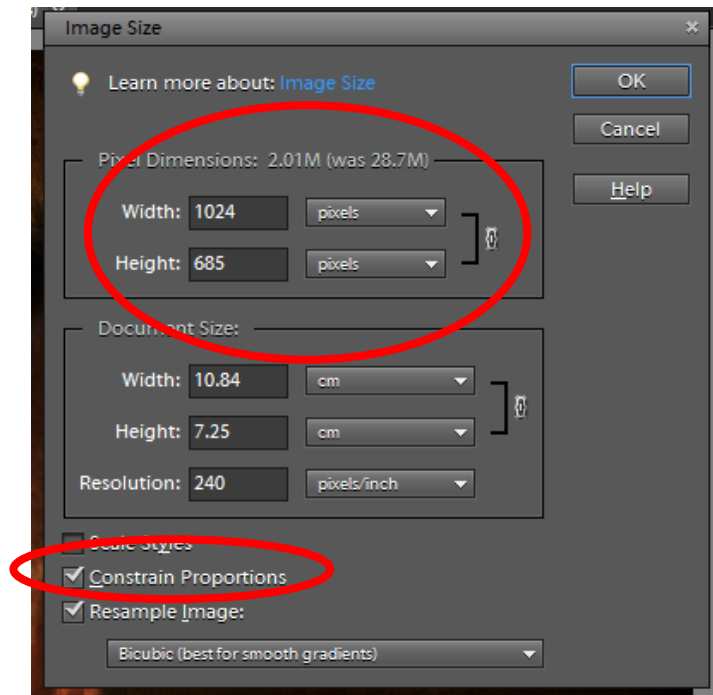 Image Size
Learn more about: Image Size
OK
Cancel
Help
Pixel Dimensions: 2.01M (was 28.7M)
Width: 1024 pixels
Height: 685 pixels
Document Size:
Width: 10.84 cm
Height: 7.25 cm
Resolution: 240 pixels/inch
Scale Styles
Constrain Proportions
Resample Image:
Bicubic (best for smooth gradients)